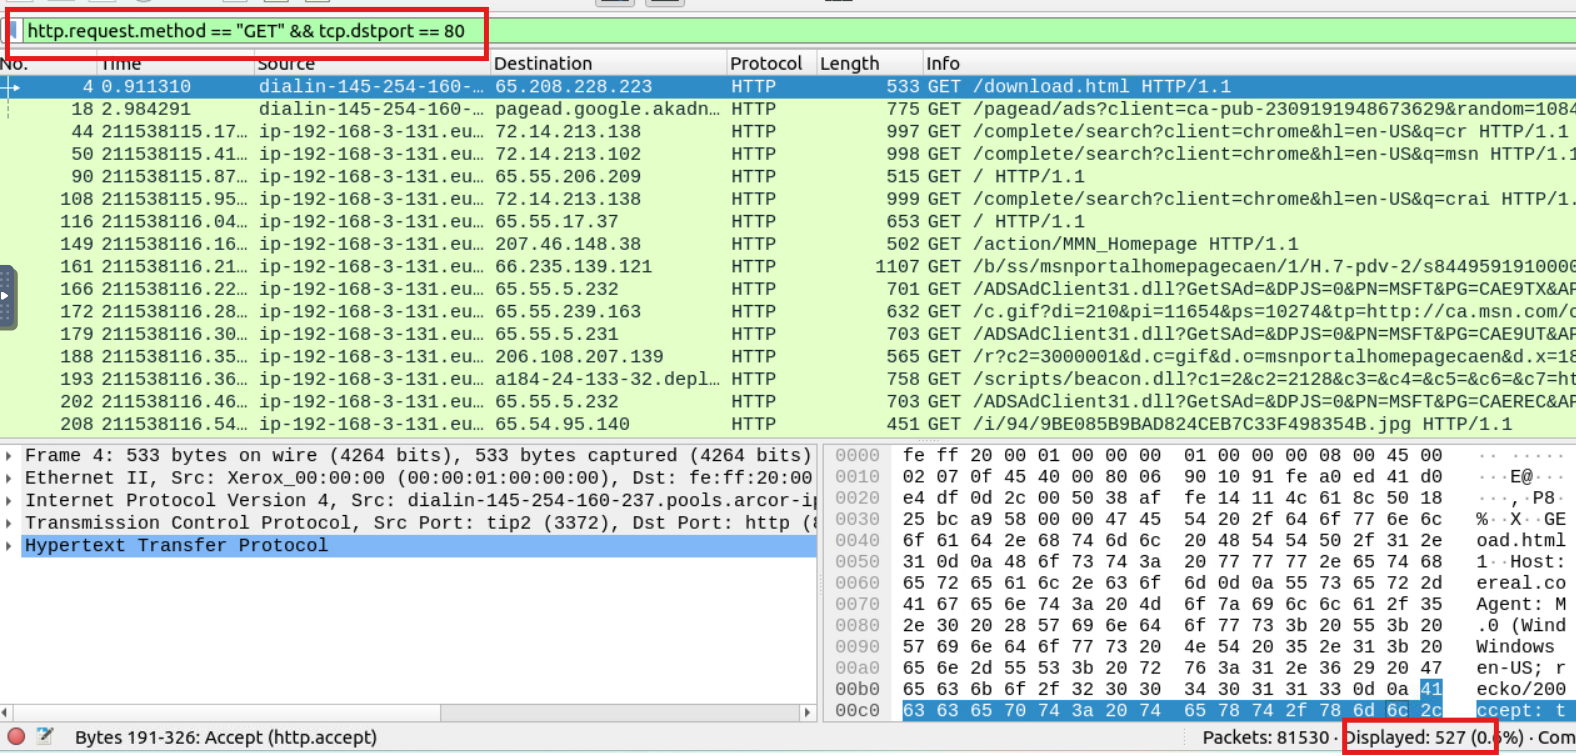 http.request.method == "GET" && tcp.dstport == 80
No. Time Source Destination Protocol Length Info
4 0.911310 dialin-145-254-160-… 65.208.228.223 HTTP 533 GET /download.html HTTP/1.1
18 2.984291 dialin-145-254-160-… pagead.google.akadn… HTTP 775 GET /pagead/ads?client=ca-pub-2309191948673629&random=1084
44 211538115.17… ip-192-168-3-131.eu… 72.14.213.138 HTTP 997 GET /complete/search?client=chrome&hl=en-US&q=cr HTTP/1.1
50 211538115.41… ip-192-168-3-131.eu… 72.14.213.102 HTTP 998 GET /complete/search?client=chrome&hl=en-US&q=msn HTTP/1.1
90 211538115.87… ip-192-168-3-131.eu… 65.55.206.209 HTTP 515 GET / HTTP/1.1
108 211538115.95… ip-192-168-3-131.eu… 72.14.213.138 HTTP 999 GET /complete/search?client=chrome&hl=en-US&q=crai HTTP/1.
116 211538116.04… ip-192-168-3-131.eu… 65.55.17.37 HTTP 653 GET / HTTP/1.1
149 211538116.16… ip-192-168-3-131.eu… 207.46.148.38 HTTP 502 GET /action/MMN_Homepage HTTP/1.1
161 211538116.21… ip-192-168-3-131.eu… 66.235.139.121 HTTP 1107 GET /b/ss/msnportalhomepagecaen/1/H.7-pdv-2/s8449591910000
166 211538116.22… ip-192-168-3-131.eu… 65.55.5.232 HTTP 701 GET /ADSAdClient31.dll?GetSAd=&DPJS=0&PN=MSFT&PG=CAE9TX&AP
172 211538116.28… ip-192-168-3-131.eu… 65.55.239.163 HTTP 632 GET /c.gif?di=210&pi=11654&ps=10274&tp=http://ca.msn.com/c
179 211538116.30… ip-192-168-3-131.eu… 65.55.5.231 HTTP 703 GET /ADSAdClient31.dll?GetSAd=&DPJS=0&PN=MSFT&PG=CAE9UT&AP
188 211538116.35… ip-192-168-3-131.eu… 206.108.207.139 HTTP 565 GET /r?c2=3000001&d.c=gif&d.o=msnportalhomepagecaen&d.x=18
193 211538116.36… ip-192-168-3-131.eu… a184-24-133-32.depl… HTTP 758 GET /scripts/beacon.dll?c1=2&c2=2128&c3=&c4=&c5=&c6=&c7=ht
202 211538116.46… ip-192-168-3-131.eu… 65.55.5.232 HTTP 703 GET /ADSAdClient31.dll?GetSAd=&DPJS=0&PN=MSFT&PG=CAEREC&AP
208 211538116.54… ip-192-168-3-131.eu… 65.54.95.140 HTTP 451 GET /i/94/9BE085B9BAD824CEB7C33F498354B.jpg HTTP/1.1
Frame 4: 533 bytes on wire (4264 bits), 533 bytes captured (4264 bits)
Ethernet II, Src: Xerox_00:00:00 (00:00:01:00:00:00), Dst: fe:ff:20:00
Internet Protocol Version 4, Src: dialin-145-254-160-237.pools.arcor-ip
Transmission Control Protocol, Src Port: tip2 (3372), Dst Port: http (8
Hypertext Transfer Protocol
0000 fe ff 20 00 01 00 00 00 01 00 00 00 08 00 45 00 ·· ·····
0010 02 07 0f 45 40 00 80 06 90 10 91 fe a0 ed 41 d0 ···E@···
0020 e4 df 0d 2c 00 50 38 af fe 14 11 4c 61 8c 50 18 ···,·P8·
0030 25 bc a9 58 00 00 47 45 54 20 2f 64 6f 77 6e 6c %··X··GE
0040 6f 61 64 2e 68 74 6d 6c 20 48 54 54 50 2f 31 2e oad.html
0050 31 0d 0a 48 6f 73 74 3a 20 77 77 77 2e 65 74 68 1··Host:
0060 65 72 65 61 6c 2e 63 6f 6d 0d 0a 55 73 65 72 2d ereal.co
0070 41 67 65 6e 74 3a 20 4d 6f 7a 69 6c 6c 61 2f 35 Agent: M
0080 2e 30 20 28 57 69 6e 64 6f 77 73 3b 20 55 3b 20 .0 (Wind
0090 57 69 6e 64 6f 77 73 20 4e 54 20 35 2e 31 3b 20 Windows
00a0 65 6e 2d 55 53 3b 20 72 76 3a 31 2e 36 29 20 47 en-US; r
00b0 65 63 6b 6f 2f 32 30 30 34 30 31 31 33 0d 0a 41 ecko/200
00c0 63 63 65 70 74 3a 20 74 65 78 74 2f 78 6d 6c 2c ccept: t
Bytes 191-326: Accept (http.accept) Packets: 81530 · Displayed: 527 (0.6%) · Com